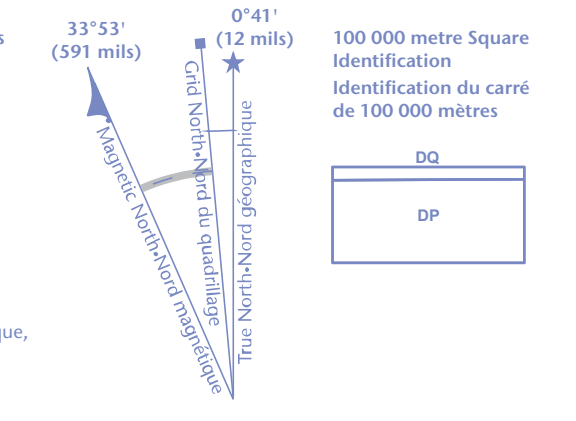 33°53'
(591 mils)
0°41'
(12 mils)
Grid North•Nord du quadrillage
Magnetic North•Nord magnétique
True North•Nord géographique
100 000 metre Square
Identification
Identification du carré
de 100 000 mètres
DQ
DP